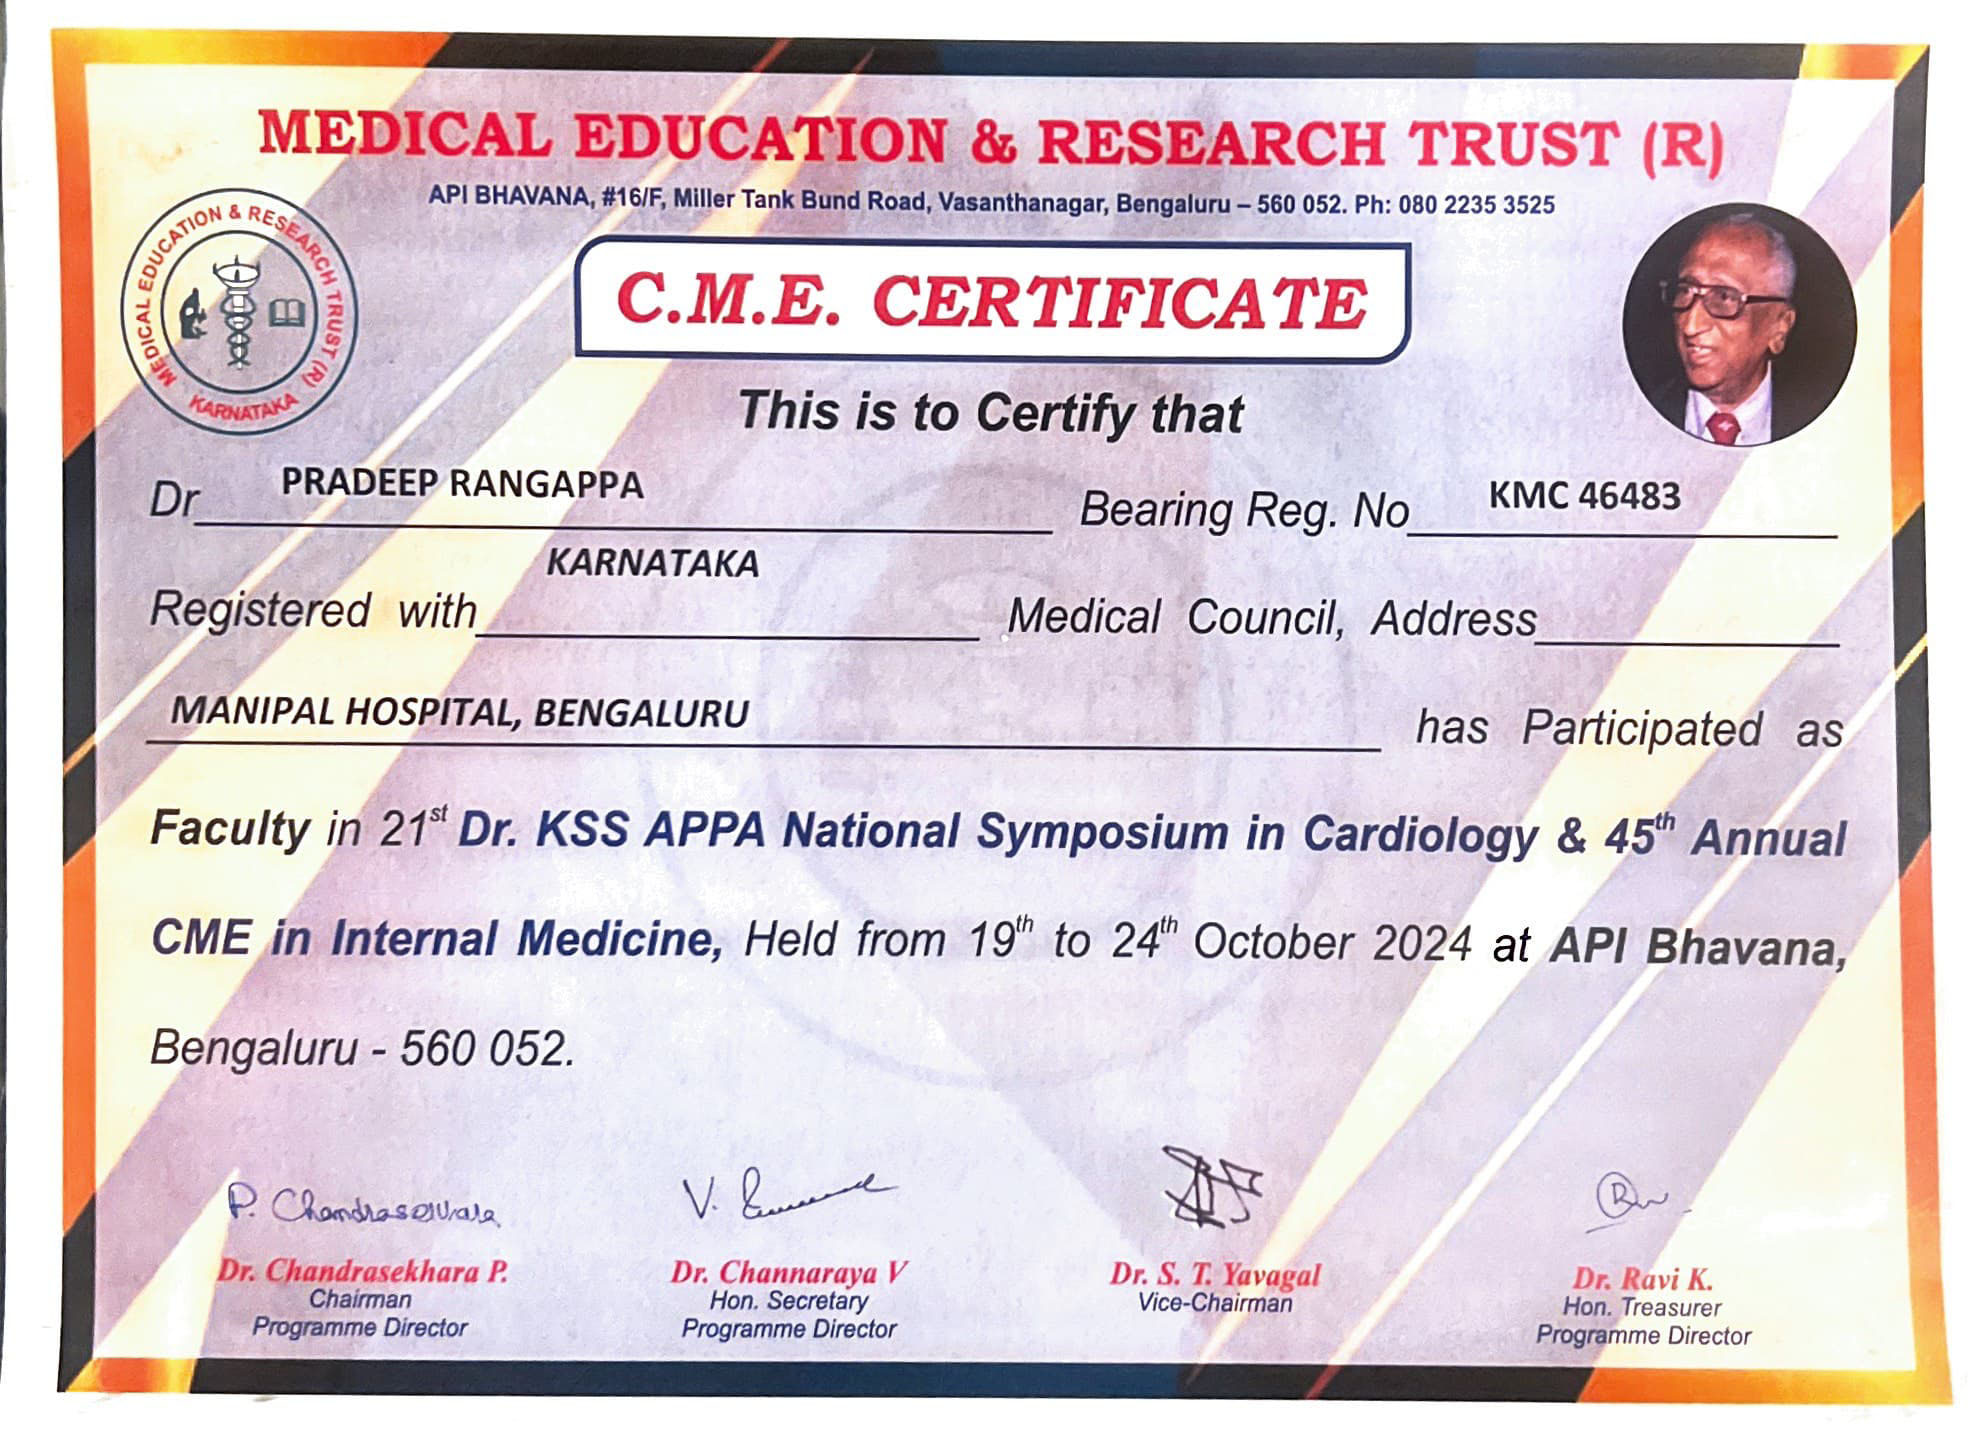 MEDICAL EDUCATION & RESEARCH TRUST (R)
API BHAVANA, #16/F, Miller Tank Bund Road, Vasanthanagar, Bengaluru – 560 052. Ph: 080 2235 3525
MEDICAL EDUCATION & RESEARCH TRUST (R)
KARNATAKA
C.M.E. CERTIFICATE
This is to Certify that
Dr PRADEEP RANGAPPA Bearing Reg. No KMC 46483
Registered with KARNATAKA Medical Council, Address
MANIPAL HOSPITAL, BENGALURU has Participated as
Faculty in 21st Dr. KSS APPA National Symposium in Cardiology & 45th Annual
CME in Internal Medicine, Held from 19th to 24th October 2024 at API Bhavana,
Bengaluru - 560 052.
P. Chandrasekhara V.
Dr. Chandrasekhara P. Dr. Channaraya V Dr. S. T. Yavagal Dr. Ravi K.
Chairman Hon. Secretary Vice-Chairman Hon. Treasurer
Programme Director Programme Director Programme Director